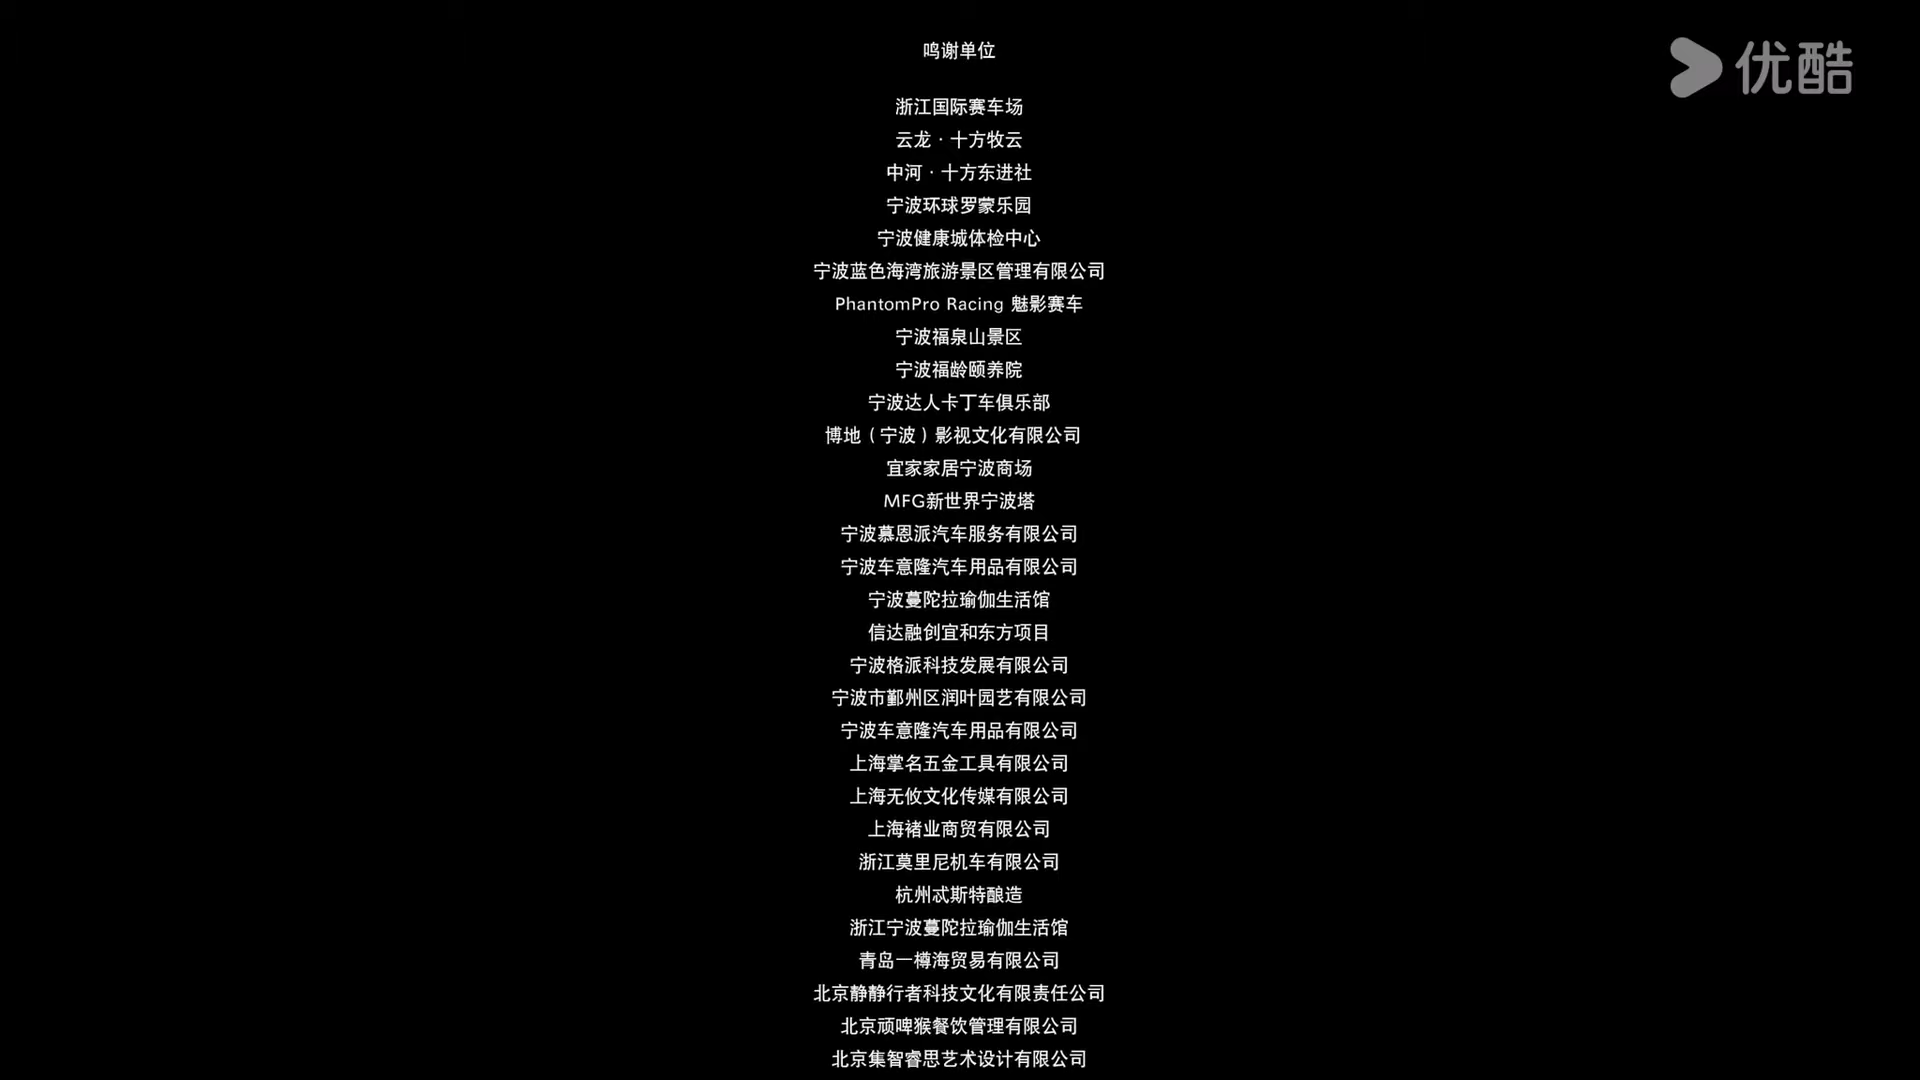 鸣谢单位
优酷
浙江国际赛车场
云龙·十方牧云
中河·十方东进社
宁波环球罗蒙乐园
宁波健康城体检中心
宁波蓝色海湾旅游景区管理有限公司
PhantomPro Racing 魅影赛车
宁波福泉山景区
宁波福龄颐养院
宁波达人卡丁车俱乐部
博地（宁波）影视文化有限公司
宜家家居宁波商场
MFG新世界宁波塔
宁波慕恩派汽车服务有限公司
宁波车意隆汽车用品有限公司
宁波蔓陀拉瑜伽生活馆
信达融创宜和东方项目
宁波格派科技发展有限公司
宁波市鄞州区润叶园艺有限公司
宁波车意隆汽车用品有限公司
上海掌名五金工具有限公司
上海无攸文化传媒有限公司
上海褚业商贸有限公司
浙江莫里尼机车有限公司
杭州忒斯特酿造
浙江宁波蔓陀拉瑜伽生活馆
青岛一樽海贸易有限公司
北京静静行者科技文化有限责任公司
北京顽啤猴餐饮管理有限公司
北京集智睿思艺术设计有限公司